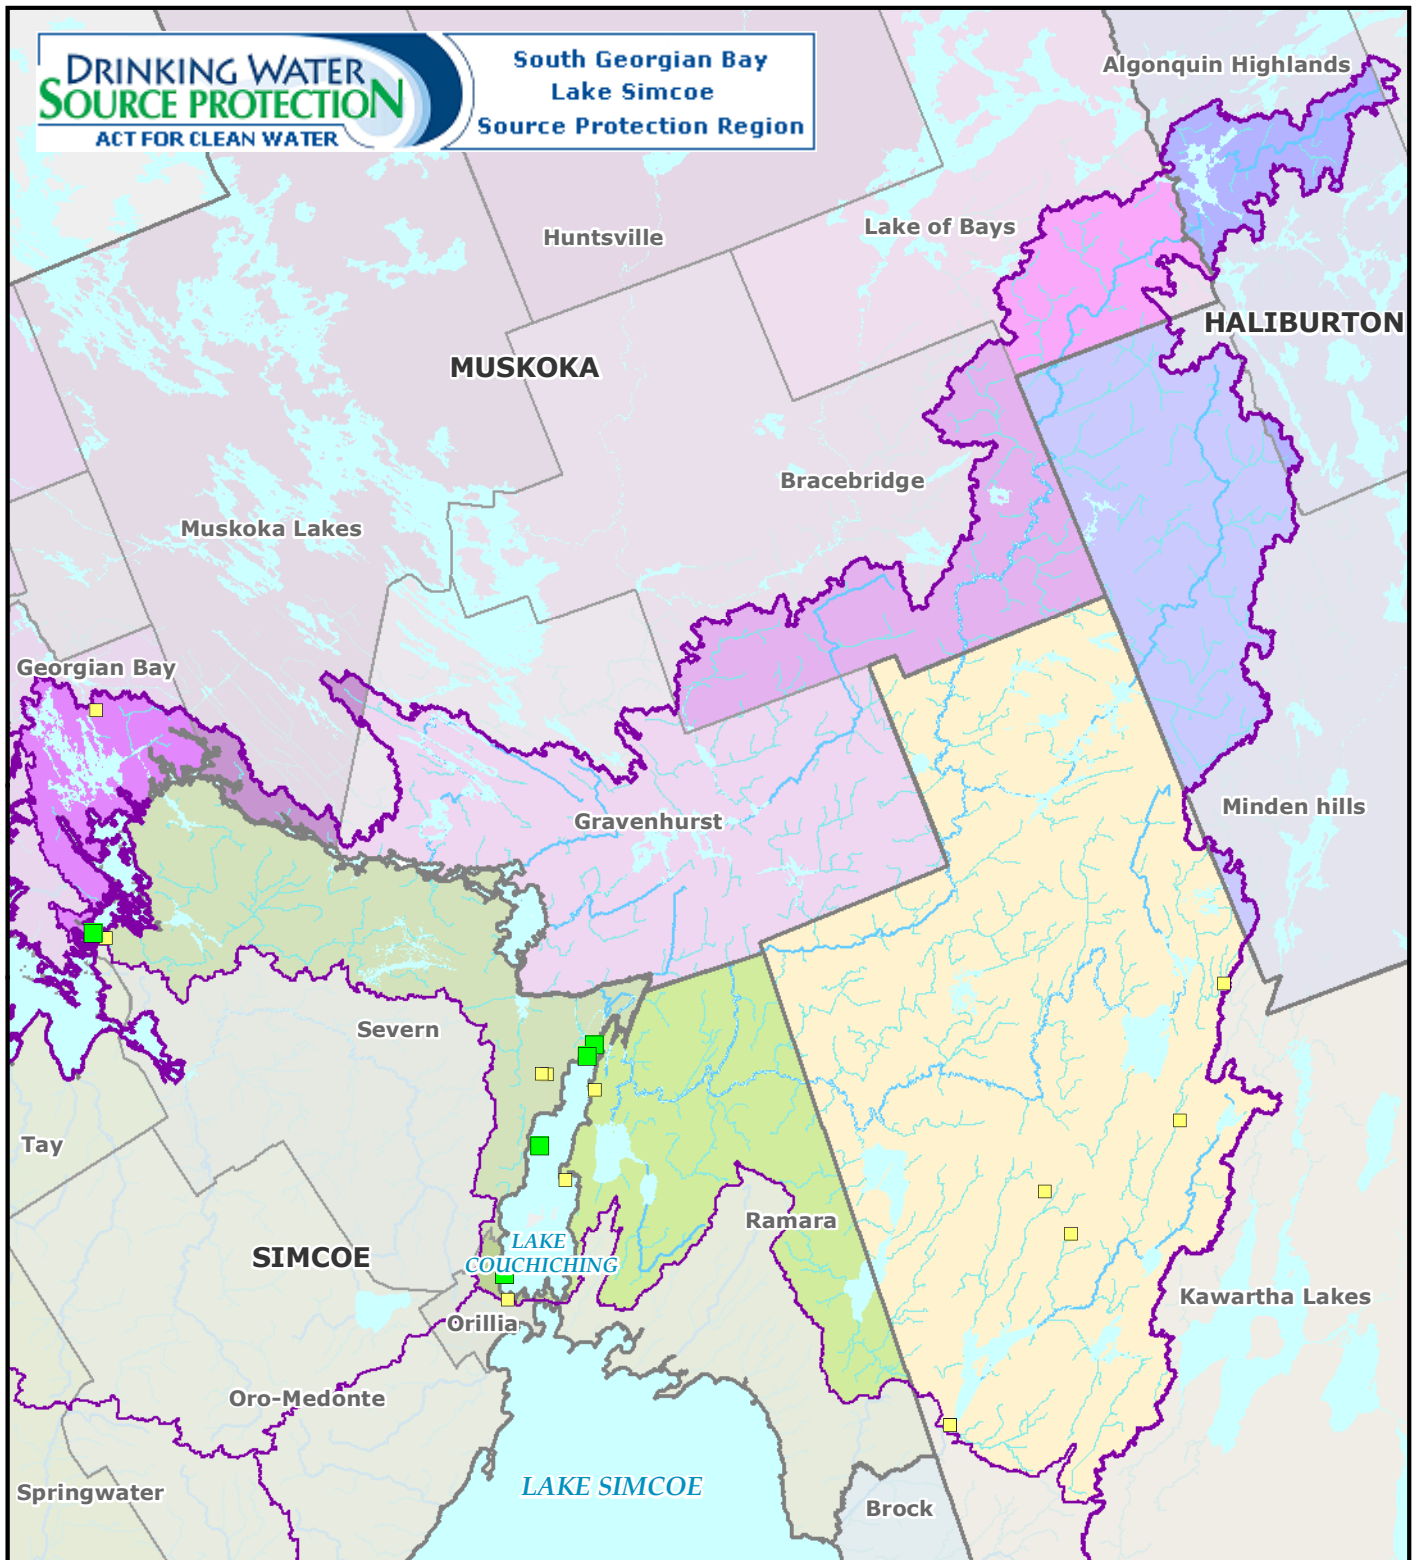 DRINKING WATER
SOURCE PROTECTION
ACT FOR CLEAN WATER
South Georgian Bay
Lake Simcoe
Source Protection Region
Algonquin Highlands
Lake of Bays
Huntsville
HALIBURTON
MUSKOKA
Bracebridge
Muskoka Lakes
Georgian Bay
Minden hills
Gravenhurst
Severn
Tay
Ramara
LAKE
COUCHICHING
SIMCOE
Kawartha Lakes
Orillia
Oro-Medonte
LAKE SIMCOE
Springwater
Brock